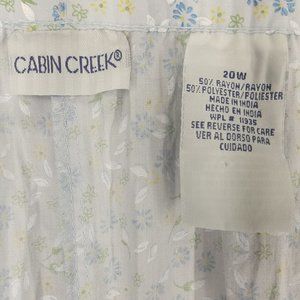 CABIN CREEK®
20W
50% RAYON/RAYON
50% POLYESTER/POLIÉSTER
MADE IN INDIA
HECHO EN INDIA
WPL # 11935
SEE REVERSE FOR CARE
VER AL DORSO PARA
CUIDADO